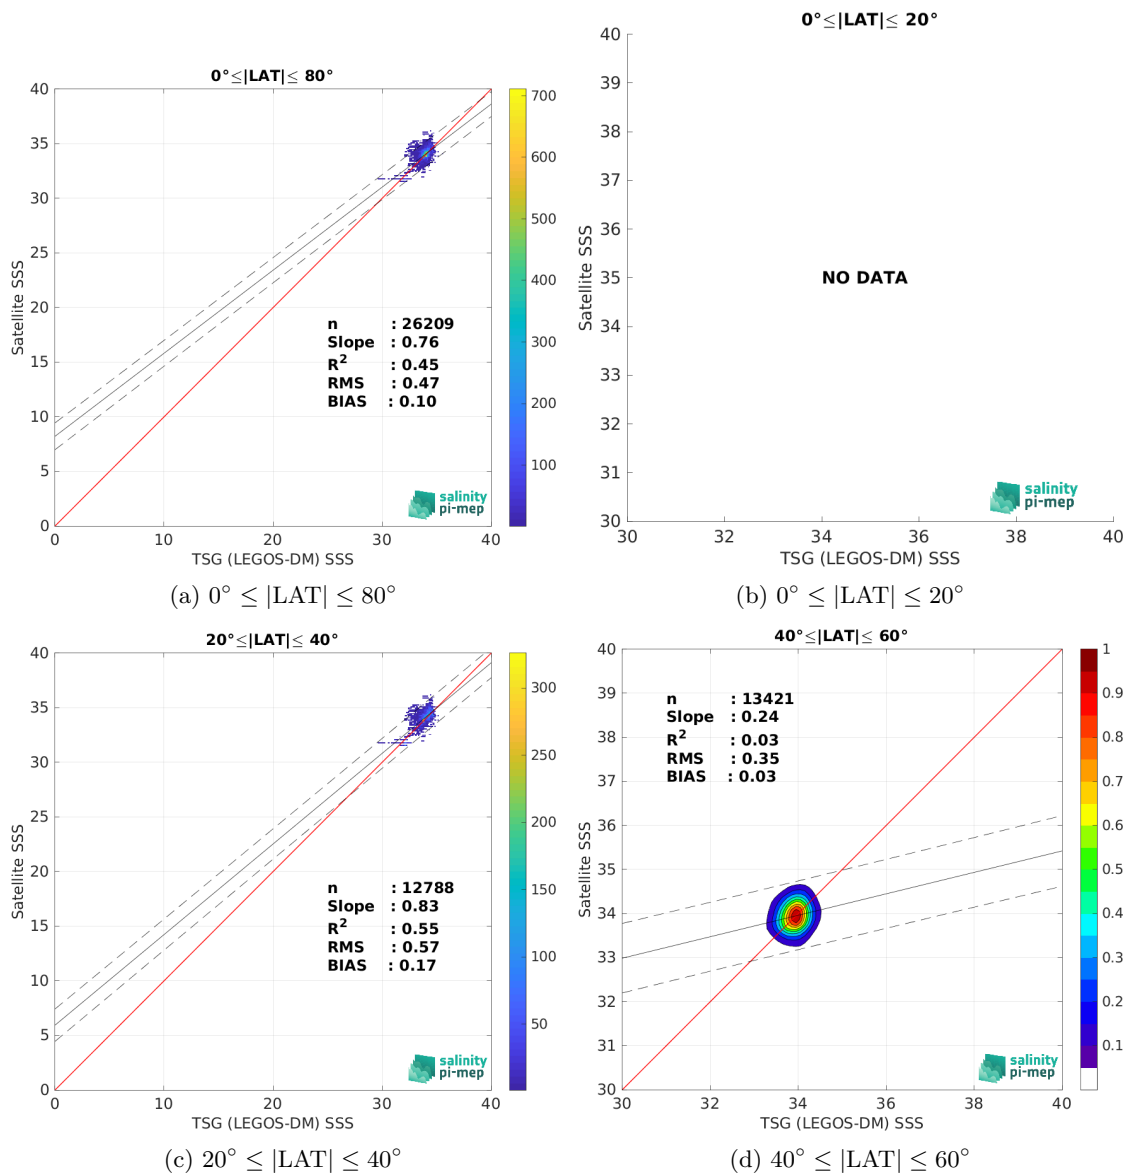 0°≤|LAT|≤ 80°
40
35
30
25
20
15
10
5
0
Satellite SSS
n : 26209
Slope : 0.76
R² : 0.45
RMS : 0.47
BIAS : 0.10
salinity
pi-mep
0 10 20 30 40
TSG (LEGOS-DM) SSS
700
600
500
400
300
200
100
(a) 0° ≤ |LAT| ≤ 80°
0°≤|LAT|≤ 20°
40
39
38
37
36
35
34
33
32
31
30
Satellite SSS
NO DATA
salinity
pi-mep
30 32 34 36 38 40
TSG (LEGOS-DM) SSS
(b) 0° ≤ |LAT| ≤ 20°
20°≤|LAT|≤ 40°
40
35
30
25
20
15
10
5
0
Satellite SSS
n : 12788
Slope : 0.83
R² : 0.55
RMS : 0.57
BIAS : 0.17
salinity
pi-mep
0 10 20 30 40
TSG (LEGOS-DM) SSS
300
250
200
150
100
50
(c) 20° ≤ |LAT| ≤ 40°
40°≤|LAT|≤ 60°
40
39
38
37
36
35
34
33
32
31
30
Satellite SSS
n : 13421
Slope : 0.24
R² : 0.03
RMS : 0.35
BIAS : 0.03
salinity
pi-mep
30 32 34 36 38 40
TSG (LEGOS-DM) SSS
1
0.9
0.8
0.7
0.6
0.5
0.4
0.3
0.2
0.1
(d) 40° ≤ |LAT| ≤ 60°